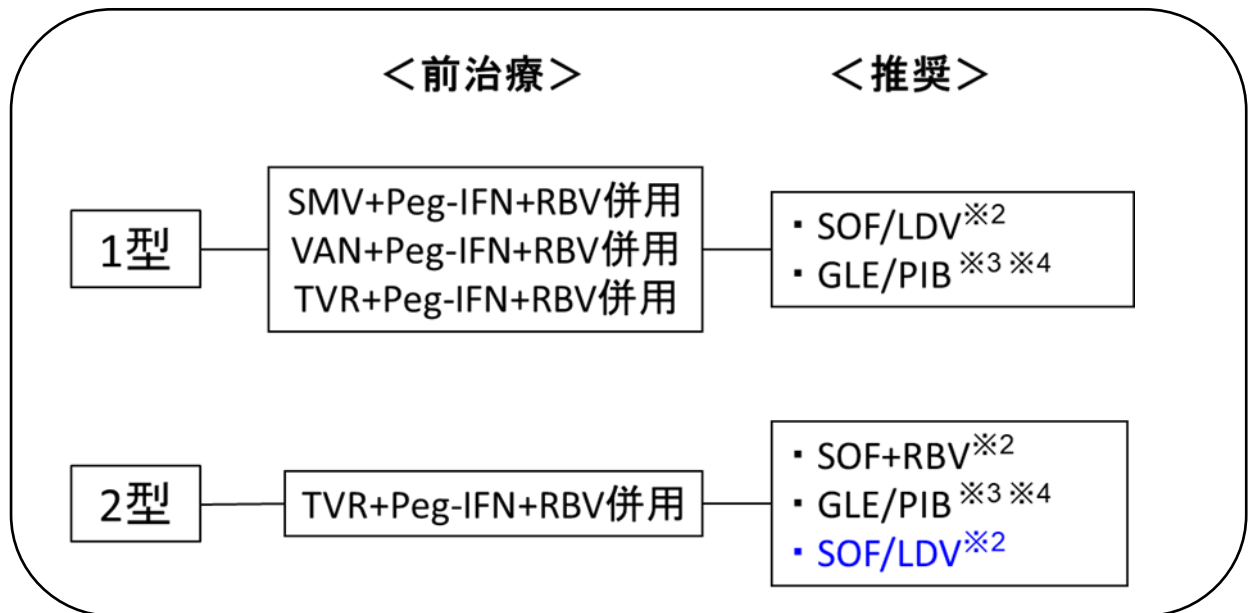 ＜前治療＞
＜推奨＞
1型
SMV+Peg-IFN+RBV併用
VAN+Peg-IFN+RBV併用
TVR+Peg-IFN+RBV併用
・SOF/LDV※2
・GLE/PIB ※3 ※4
2型
TVR+Peg-IFN+RBV併用
・SOF+RBV※2
・GLE/PIB ※3 ※4
・SOF/LDV※2